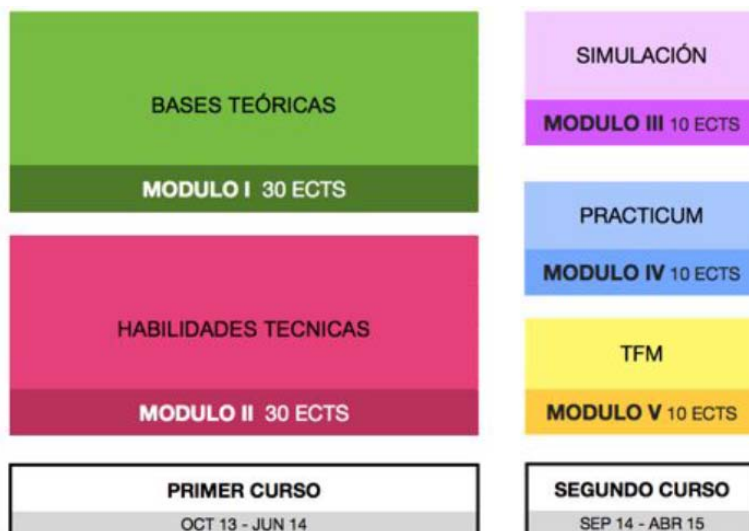 BASES TEÓRICAS
MODULO I 30 ECTS
HABILIDADES TECNICAS
MODULO II 30 ECTS
PRIMER CURSO
OCT 13 - JUN 14
SIMULACIÓN
MODULO III 10 ECTS
PRACTICUM
MODULO IV 10 ECTS
TFM
MODULO V 10 ECTS
SEGUNDO CURSO
SEP 14 - ABR 15